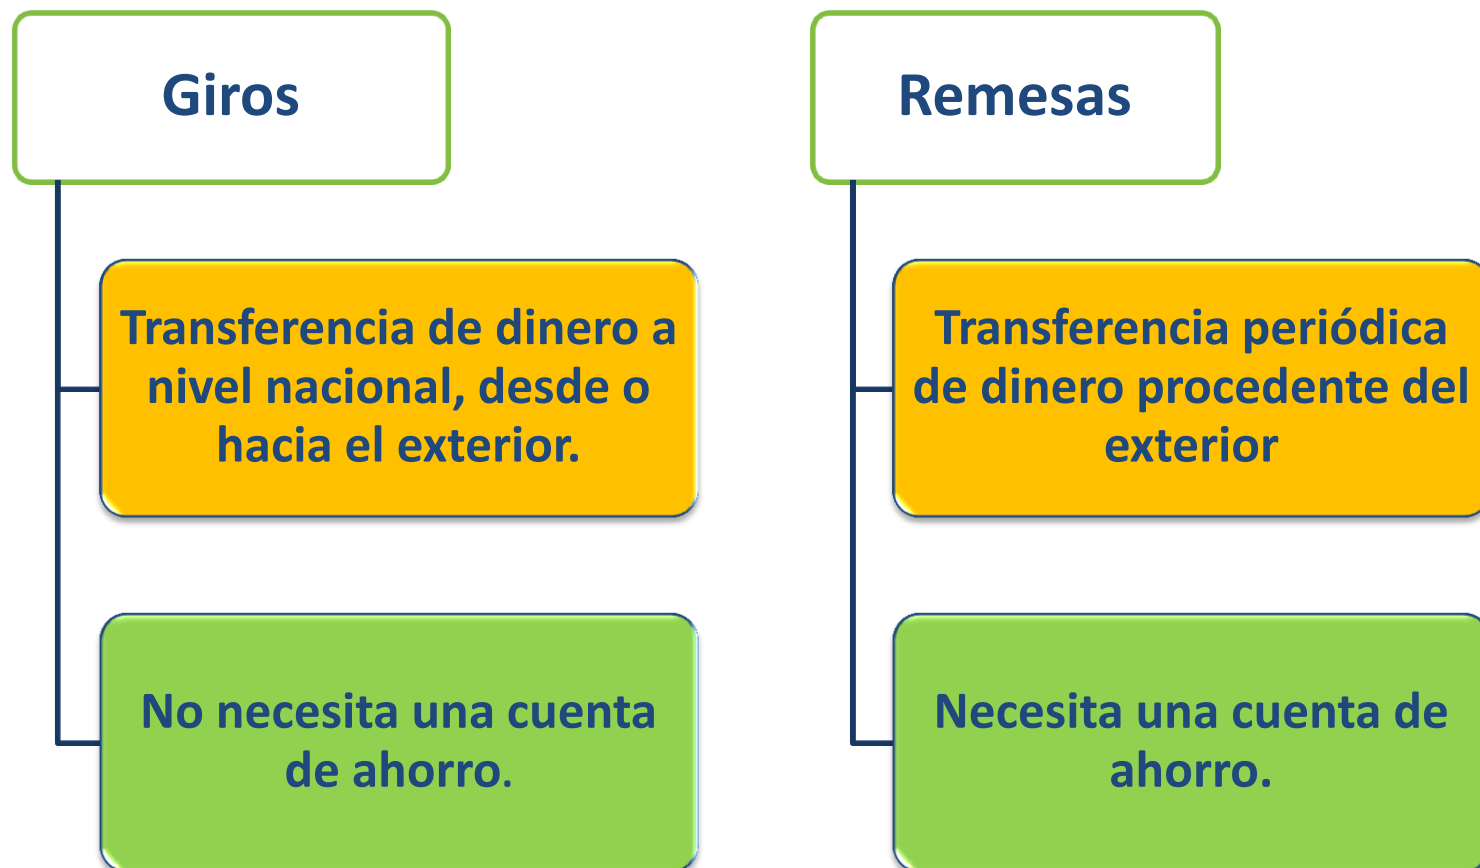 Giros
Transferencia de dinero a
nivel nacional, desde o
hacia el exterior.
No necesita una cuenta
de ahorro.
Remesas
Transferencia periódica
de dinero procedente del
exterior
Necesita una cuenta de
ahorro.